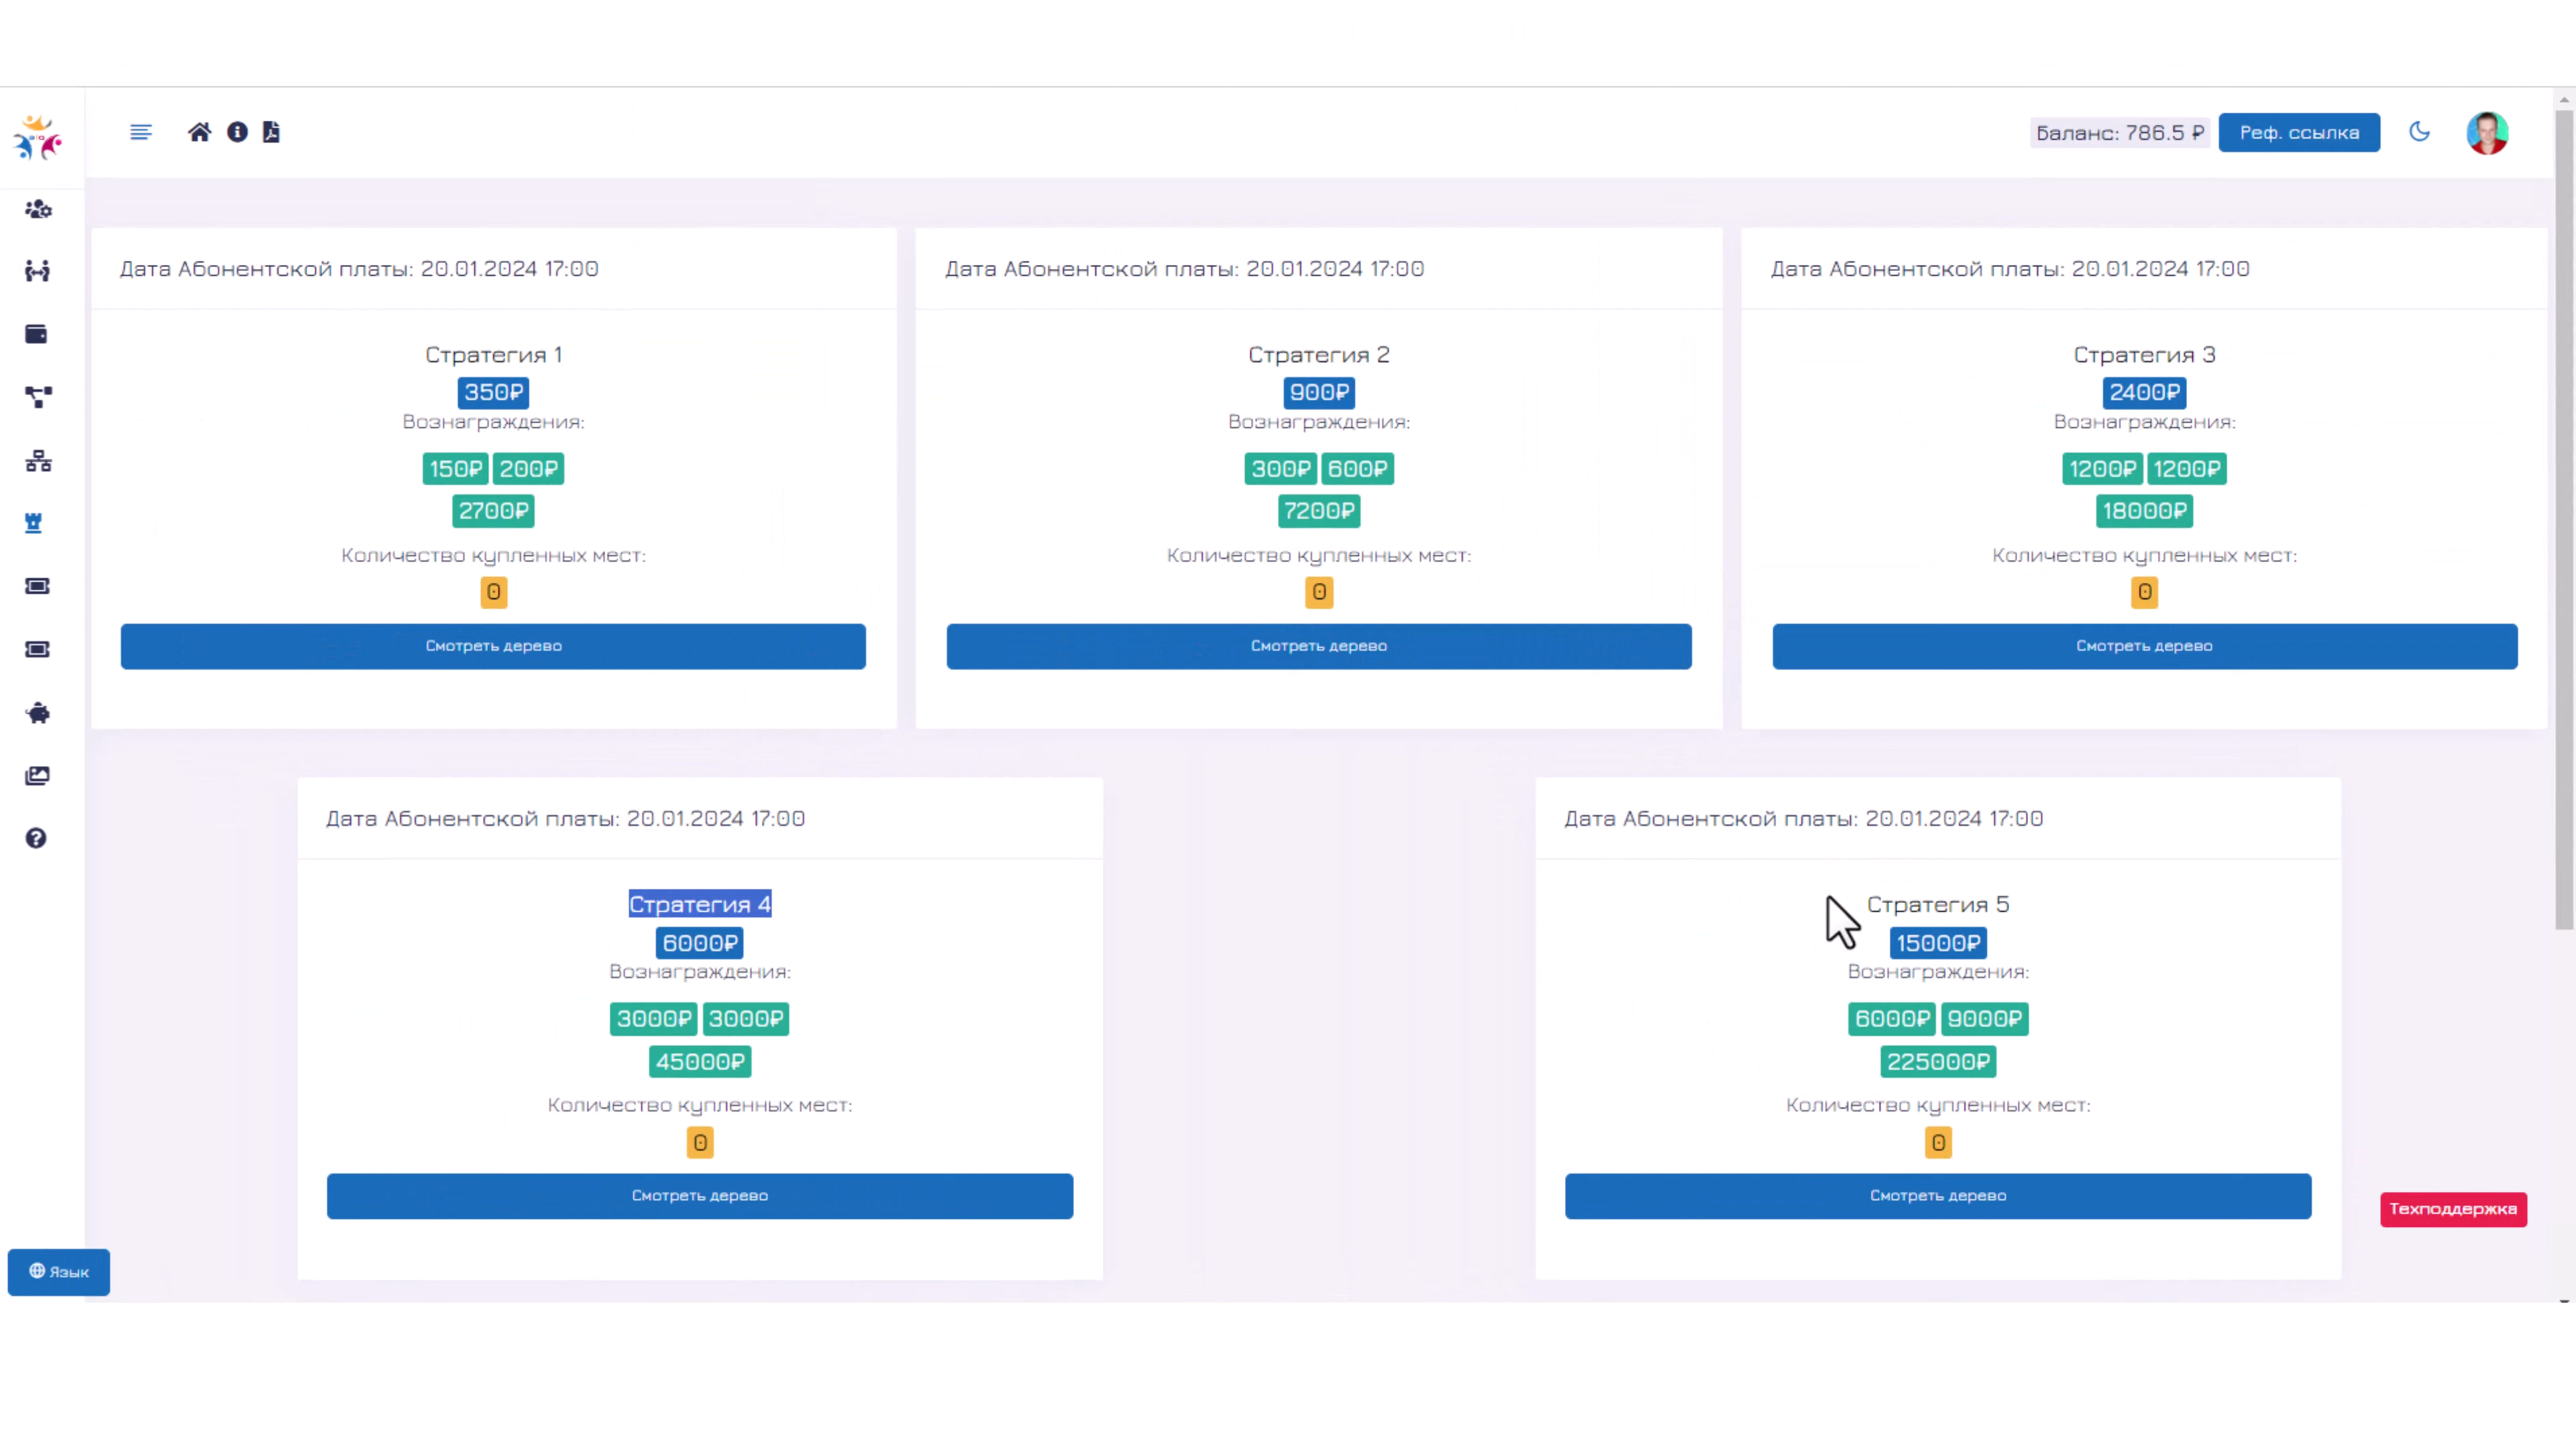 Баланс: 786.5 ₽
Реф. ссылка
Дата Абонентской платы: 20.01.2024 17:00
Стратегия 1
350₽
Вознаграждения:
150₽ 200₽
2700₽
Количество купленных мест:
0
Смотреть дерево
Дата Абонентской платы: 20.01.2024 17:00
Стратегия 2
900₽
Вознаграждения:
300₽ 600₽
7200₽
Количество купленных мест:
0
Смотреть дерево
Дата Абонентской платы: 20.01.2024 17:00
Стратегия 3
2400₽
Вознаграждения:
1200₽ 1200₽
18000₽
Количество купленных мест:
0
Смотреть дерево
Дата Абонентской платы: 20.01.2024 17:00
Стратегия 4
6000₽
Вознаграждения:
3000₽ 3000₽
45000₽
Количество купленных мест:
0
Смотреть дерево
Дата Абонентской платы: 20.01.2024 17:00
Стратегия 5
15000₽
Вознаграждения:
6000₽ 9000₽
225000₽
Количество купленных мест:
0
Смотреть дерево
Техподдержка
Язык